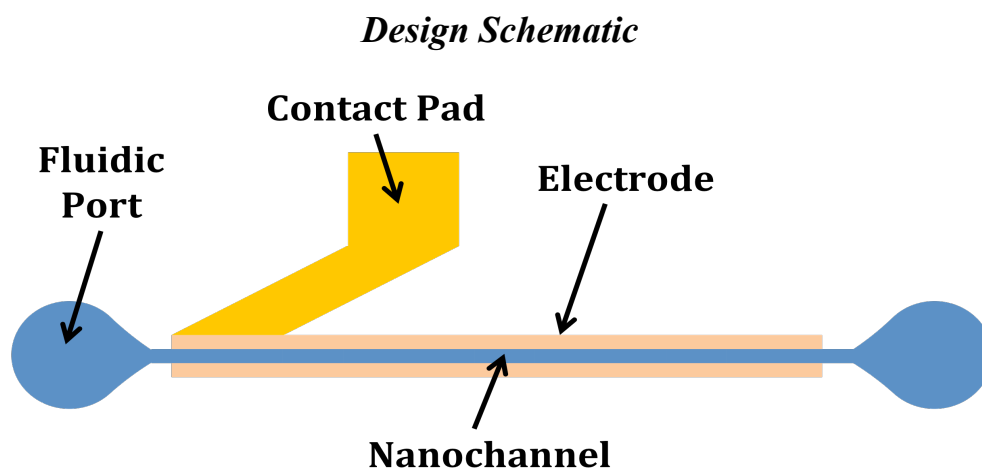 Design Schematic
Contact Pad
Fluidic
Port
Electrode
Nanochannel